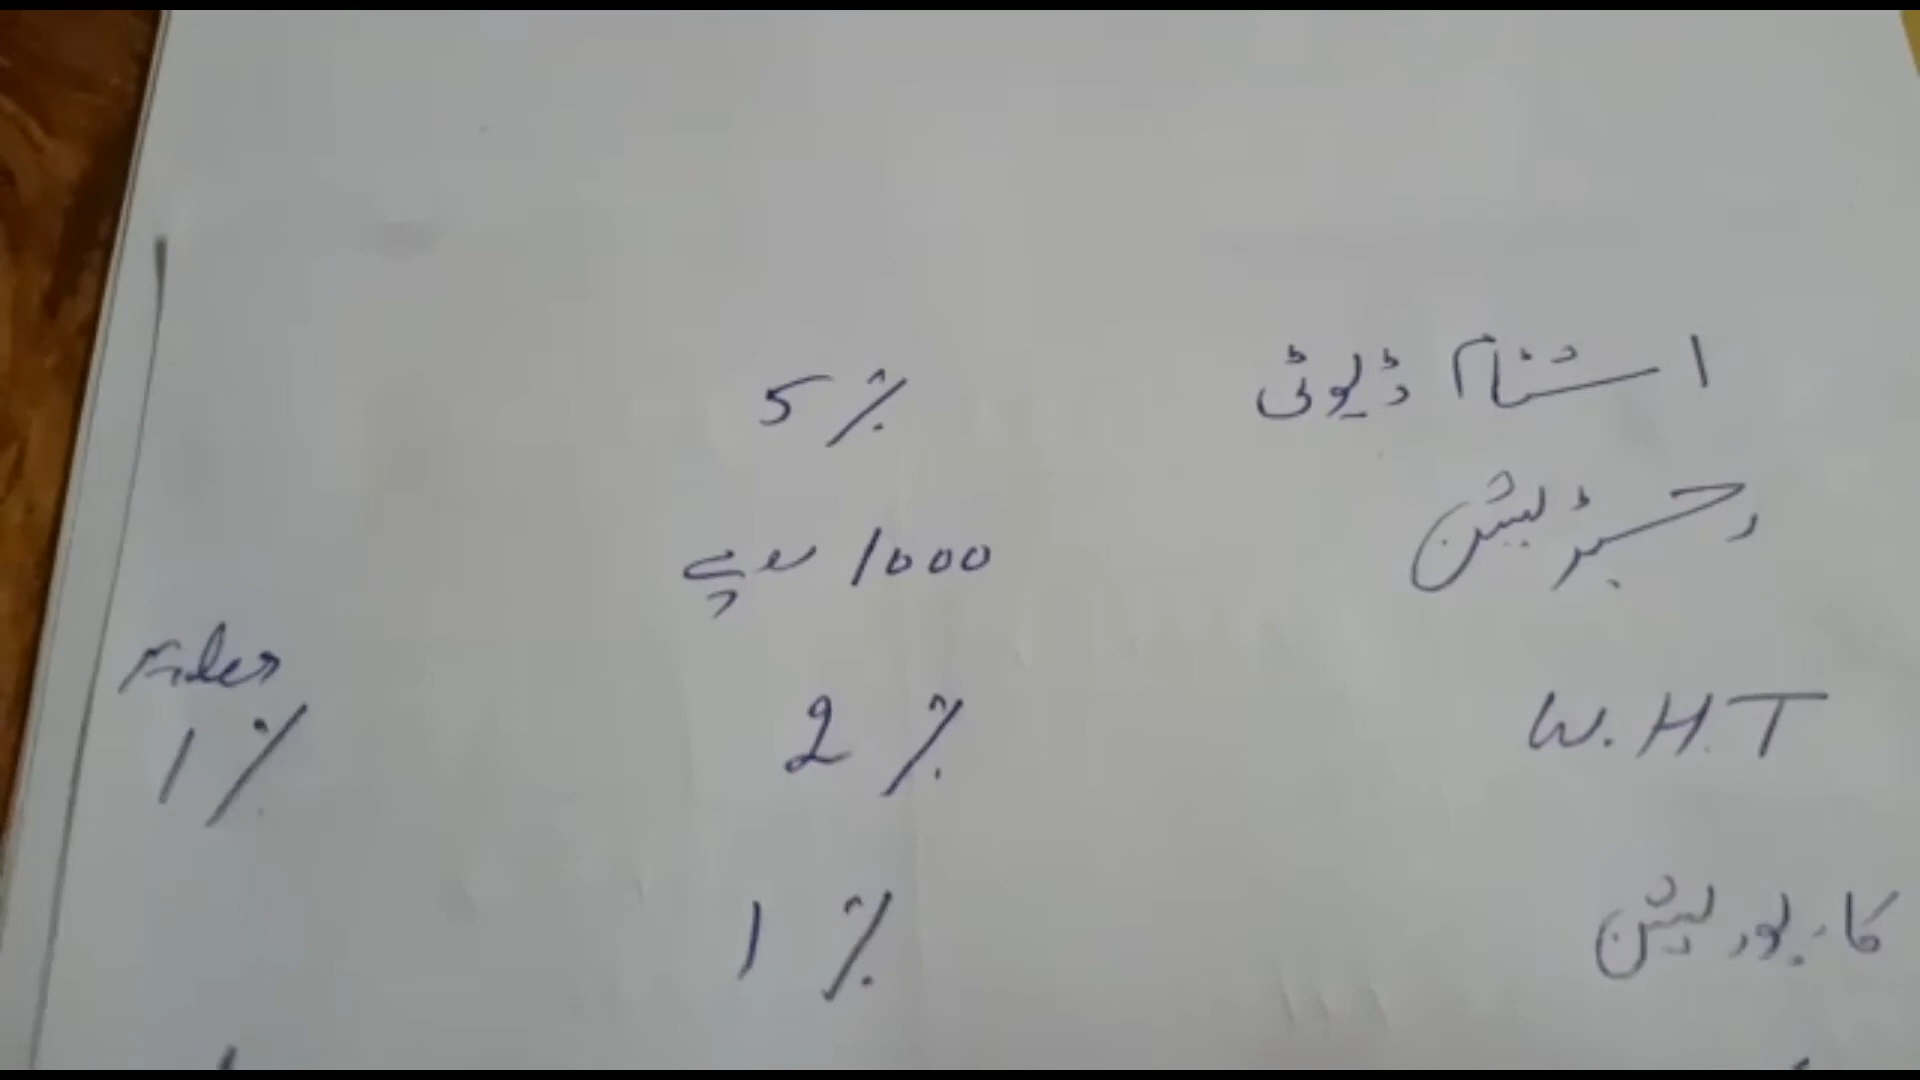 اسٹام ڈیوٹی 5%
رجسٹریشن 1000 روپے
W.H.T 2% Filer 1%
کارپوریشن 1%